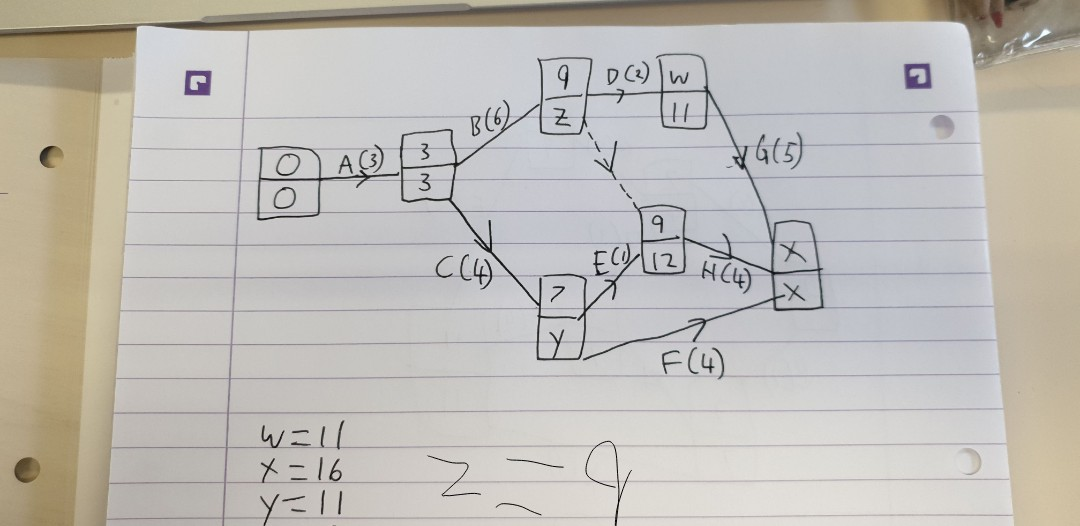 9
D(2)
W
Z
11
B(6)
0
A(3)
3
G(5)
0
3
9
X
E(1)
12
H(4)
C(4)
7
X
y
F(4)
W=11
X=16
Z=9
y=11